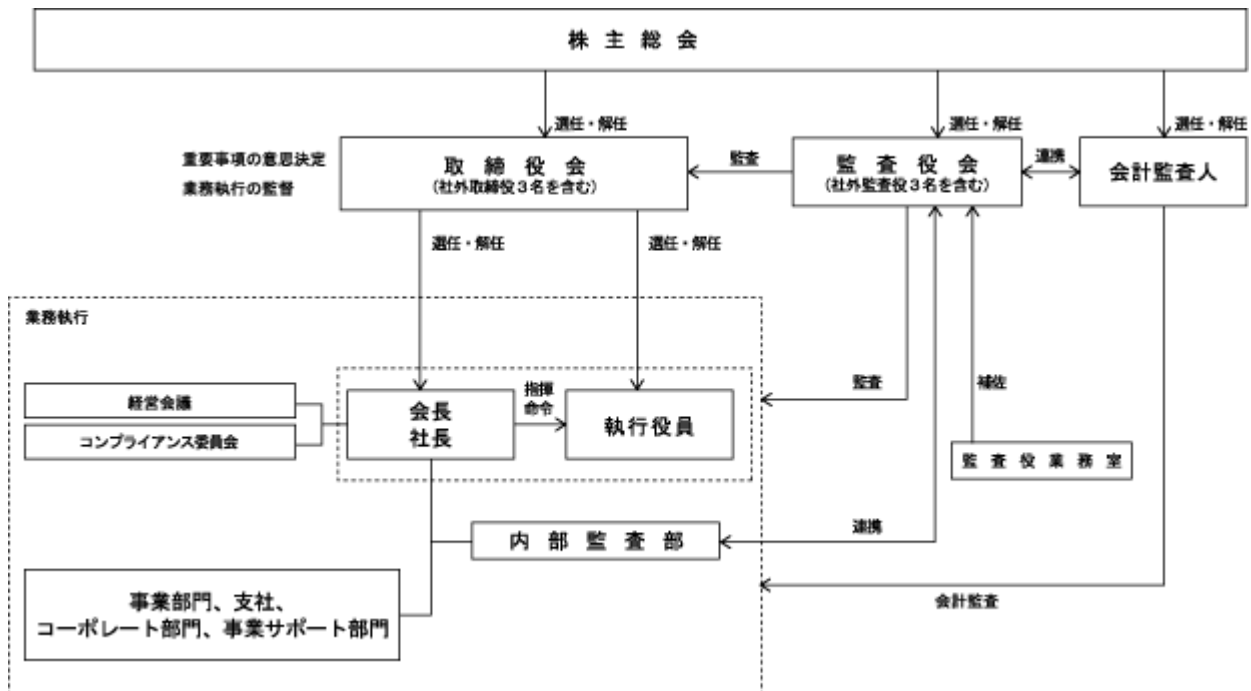 株主総会
選任・解任
選任・解任
選任・解任
重要事項の意思決定
業務執行の監督
取締役会
(社外取締役3名を含む)
監査
監査役会
(社外監査役3名を含む)
連携
会計監査人
選任・解任
選任・解任
業務執行
経営会議
コンプライアンス委員会
会長
社長
指揮
命令
執行役員
監査
補佐
監査役業務室
内部監査部
連携
会計監査
事業部門、支社、
コーポレート部門、事業サポート部門